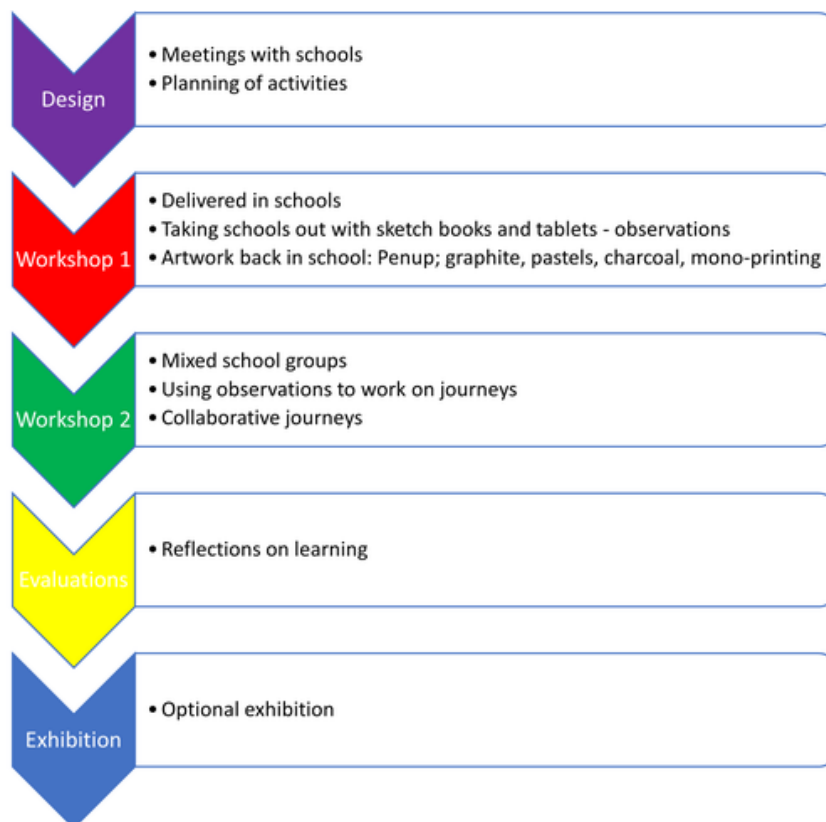 Design
• Meetings with schools
• Planning of activities
Workshop 1
• Delivered in schools
• Taking schools out with sketch books and tablets - observations
• Artwork back in school: Penup; graphite, pastels, charcoal, mono-printing
Workshop 2
• Mixed school groups
• Using observations to work on journeys
• Collaborative journeys
Evaluations
• Reflections on learning
Exhibition
• Optional exhibition